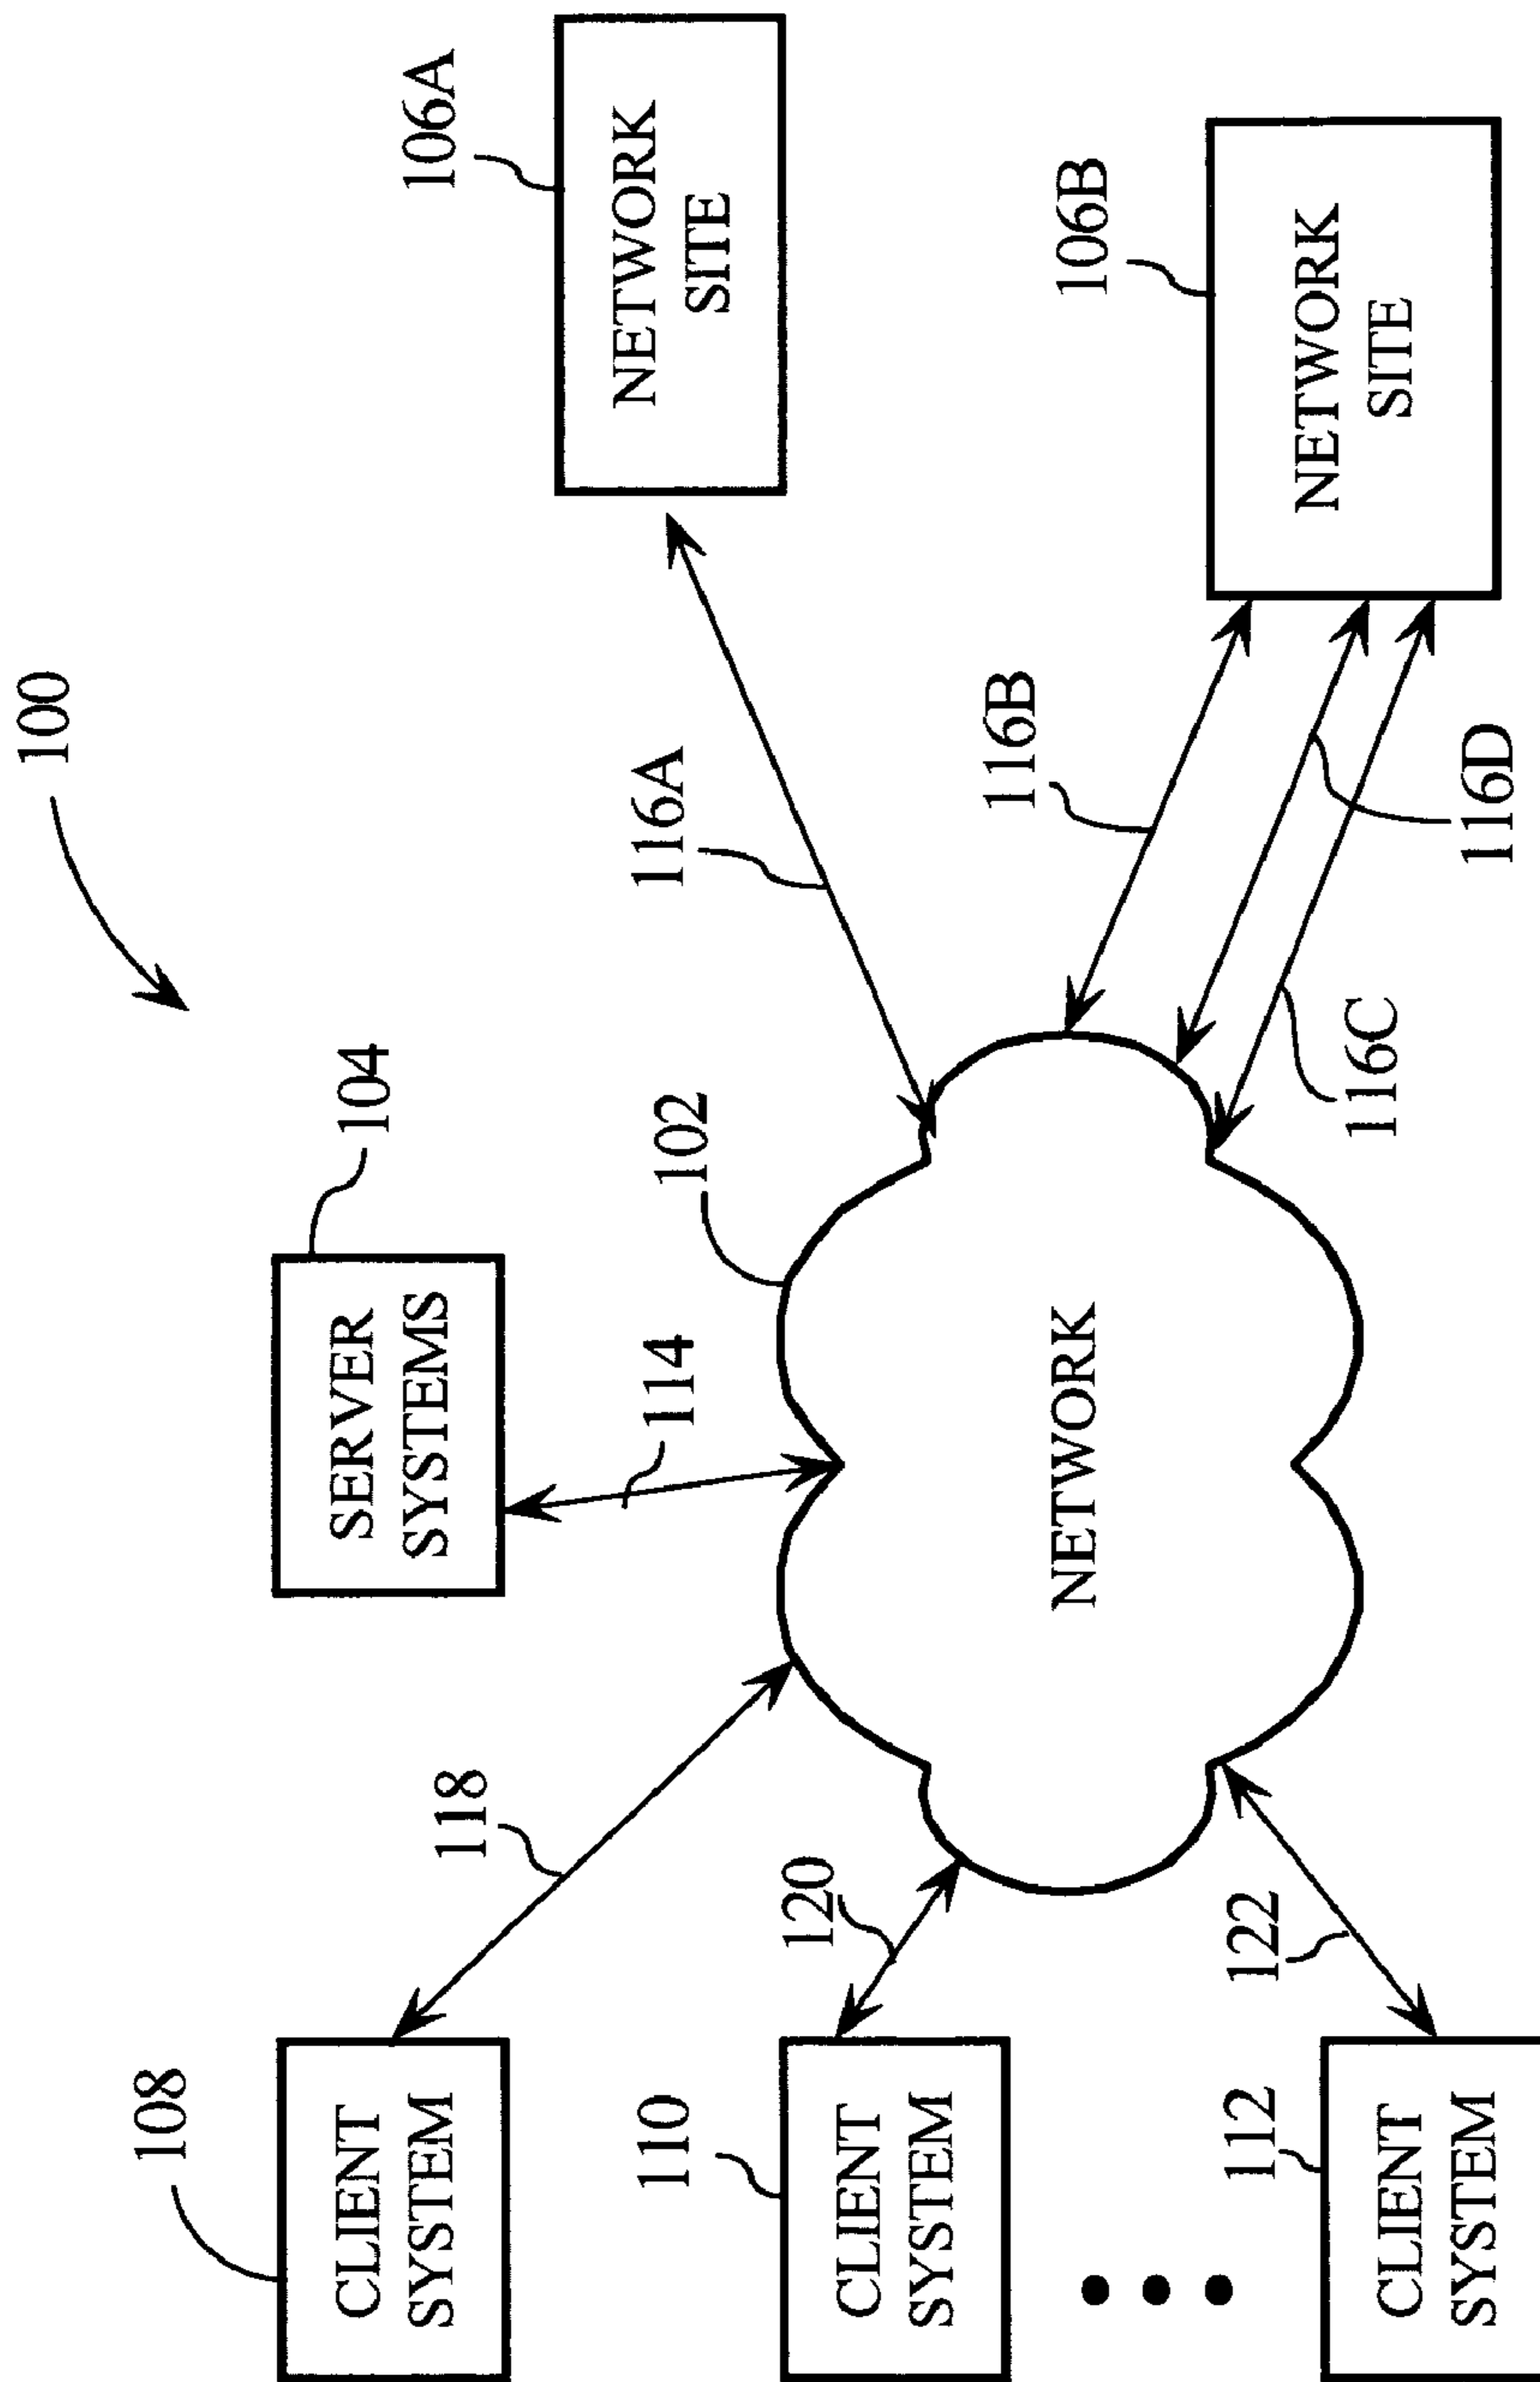 100
108
CLIENT
SYSTEM
118
SERVER
SYSTEMS
104
114
102
106A
NETWORK
SITE
116A
110
CLIENT
SYSTEM
120
NETWORK
116B
106B
NETWORK
SITE
112
CLIENT
SYSTEM
122
116C
116D